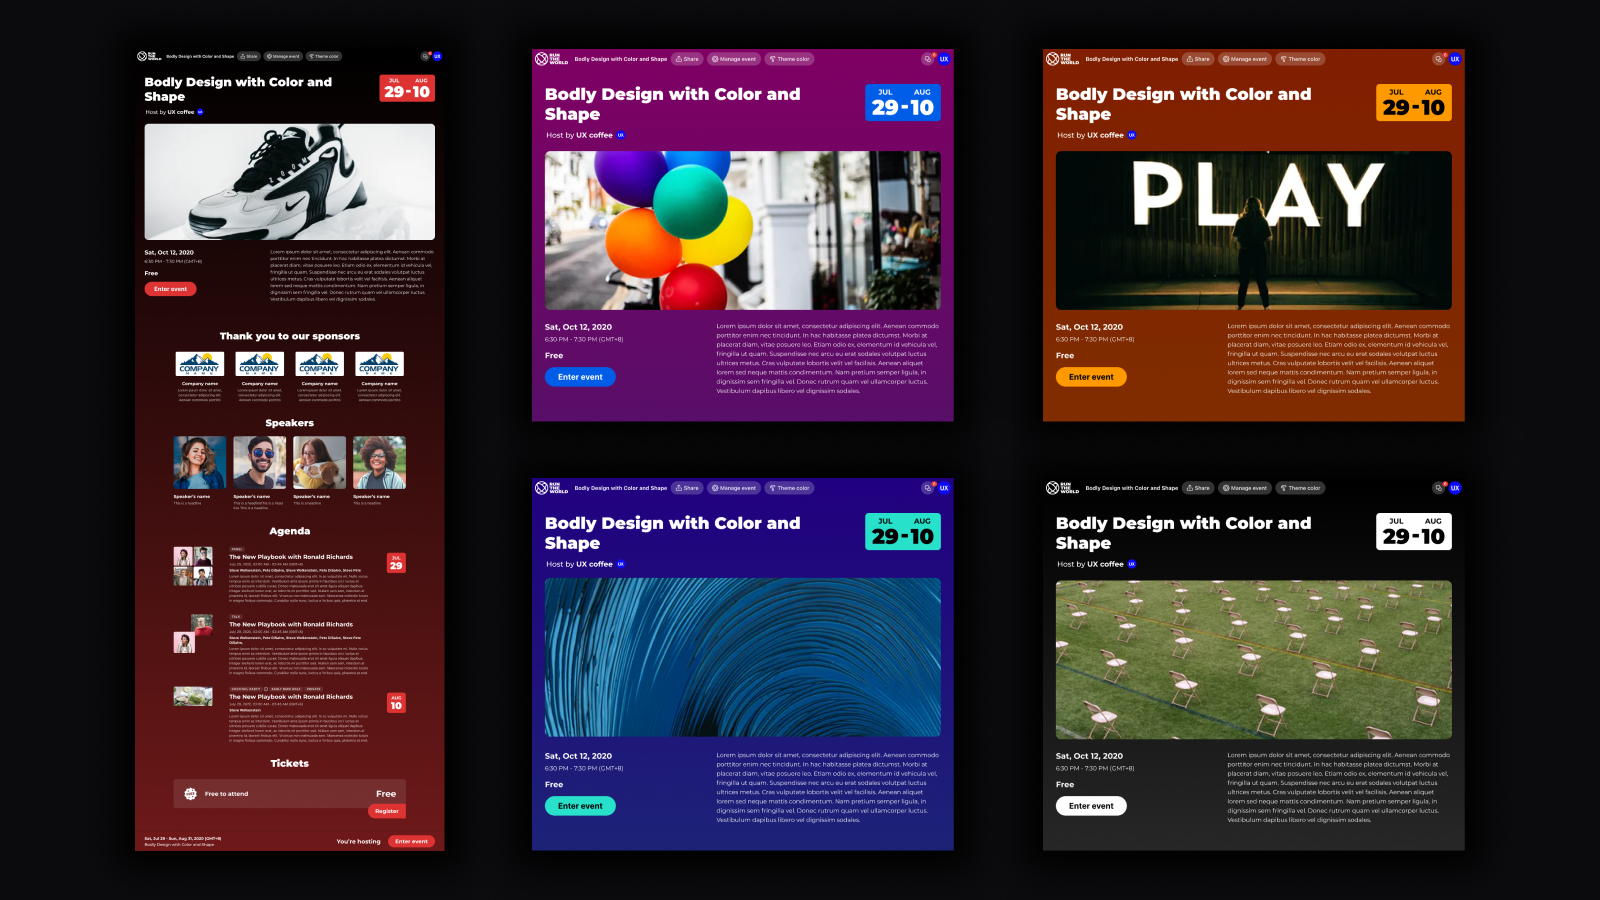 RUN
THE
WORLD
Bodly Design with Color and Shape
Share
Manage event
Theme color
UX
Bodly Design with Color and
Shape
JUL AUG
29-10
Host by UX coffee UX
Sat, Oct 12, 2020
6:30 PM - 7:30 PM (GMT+8)
Free
Enter event
Lorem ipsum dolor sit amet, consectetur adipiscing elit. Aenean commodo
porttitor enim nec tincidunt. In hac habitasse platea dictumst. Morbi at
placerat diam, vitae posuere leo. Etiam odio ex, elementum id vehicula vel,
fringilla ut quam. Suspendisse nec arcu eu erat sodales volutpat luctus
ultrices metus. Cras vulputate lobortis velit vel facilisis. Aenean aliquet
lorem sed neque mattis condimentum. Nam pretium semper ligula, in
dignissim sem fringilla vel. Donec rutrum quam vel ullamcorper luctus.
Vestibulum dapibus libero vel dignissim sodales.
Thank you to our sponsors
COMPANY
NAME
COMPANY
NAME
COMPANY
NAME
COMPANY
NAME
Company name Company name Company name Company name
Speakers
Speaker's name Speaker's name Speaker's name Speaker's name
This is a headline
Agenda
PANEL
The New Playbook with Ronald Richards
JUL
29
TALK
The New Playbook with Ronald Richards
The New Playbook with Ronald Richards
Steve Welkenstein
AUG
10
Tickets
Free to attend
Free
Register
Sat, Jul 29 - Sun, Aug 31, 2020 (GMT+8)
Bodly Design with Color and Shape
You're hosting
Enter event
RUN
THE
WORLD
Bodly Design with Color and Shape
Share
Manage event
Theme color
UX
Bodly Design with Color and
Shape
JUL AUG
29-10
Host by UX coffee UX
Sat, Oct 12, 2020
6:30 PM - 7:30 PM (GMT+8)
Free
Enter event
Lorem ipsum dolor sit amet, consectetur adipiscing elit. Aenean commodo
porttitor enim nec tincidunt. In hac habitasse platea dictumst. Morbi at
placerat diam, vitae posuere leo. Etiam odio ex, elementum id vehicula vel,
fringilla ut quam. Suspendisse nec arcu eu erat sodales volutpat luctus
ultrices metus. Cras vulputate lobortis velit vel facilisis. Aenean aliquet
lorem sed neque mattis condimentum. Nam pretium semper ligula, in
dignissim sem fringilla vel. Donec rutrum quam vel ullamcorper luctus.
Vestibulum dapibus libero vel dignissim sodales.
RUN
THE
WORLD
Bodly Design with Color and Shape
Share
Manage event
Theme color
UX
Bodly Design with Color and
Shape
JUL AUG
29-10
Host by UX coffee UX
PLAY
Sat, Oct 12, 2020
6:30 PM - 7:30 PM (GMT+8)
Free
Enter event
Lorem ipsum dolor sit amet, consectetur adipiscing elit. Aenean commodo
porttitor enim nec tincidunt. In hac habitasse platea dictumst. Morbi at
placerat diam, vitae posuere leo. Etiam odio ex, elementum id vehicula vel,
fringilla ut quam. Suspendisse nec arcu eu erat sodales volutpat luctus
ultrices metus. Cras vulputate lobortis velit vel facilisis. Aenean aliquet
lorem sed neque mattis condimentum. Nam pretium semper ligula, in
dignissim sem fringilla vel. Donec rutrum quam vel ullamcorper luctus.
Vestibulum dapibus libero vel dignissim sodales.
RUN
THE
WORLD
Bodly Design with Color and Shape
Share
Manage event
Theme color
UX
Bodly Design with Color and
Shape
JUL AUG
29-10
Host by UX coffee UX
Sat, Oct 12, 2020
6:30 PM - 7:30 PM (GMT+8)
Free
Enter event
Lorem ipsum dolor sit amet, consectetur adipiscing elit. Aenean commodo
porttitor enim nec tincidunt. In hac habitasse platea dictumst. Morbi at
placerat diam, vitae posuere leo. Etiam odio ex, elementum id vehicula vel,
fringilla ut quam. Suspendisse nec arcu eu erat sodales volutpat luctus
ultrices metus. Cras vulputate lobortis velit vel facilisis. Aenean aliquet
lorem sed neque mattis condimentum. Nam pretium semper ligula, in
dignissim sem fringilla vel. Donec rutrum quam vel ullamcorper luctus.
Vestibulum dapibus libero vel dignissim sodales.
RUN
THE
WORLD
Bodly Design with Color and Shape
Share
Manage event
Theme color
UX
Bodly Design with Color and
Shape
JUL AUG
29-10
Host by UX coffee UX
Sat, Oct 12, 2020
6:30 PM - 7:30 PM (GMT+8)
Free
Enter event
Lorem ipsum dolor sit amet, consectetur adipiscing elit. Aenean commodo
porttitor enim nec tincidunt. In hac habitasse platea dictumst. Morbi at
placerat diam, vitae posuere leo. Etiam odio ex, elementum id vehicula vel,
fringilla ut quam. Suspendisse nec arcu eu erat sodales volutpat luctus
ultrices metus. Cras vulputate lobortis velit vel facilisis. Aenean aliquet
lorem sed neque mattis condimentum. Nam pretium semper ligula, in
dignissim sem fringilla vel. Donec rutrum quam vel ullamcorper luctus.
Vestibulum dapibus libero vel dignissim sodales.